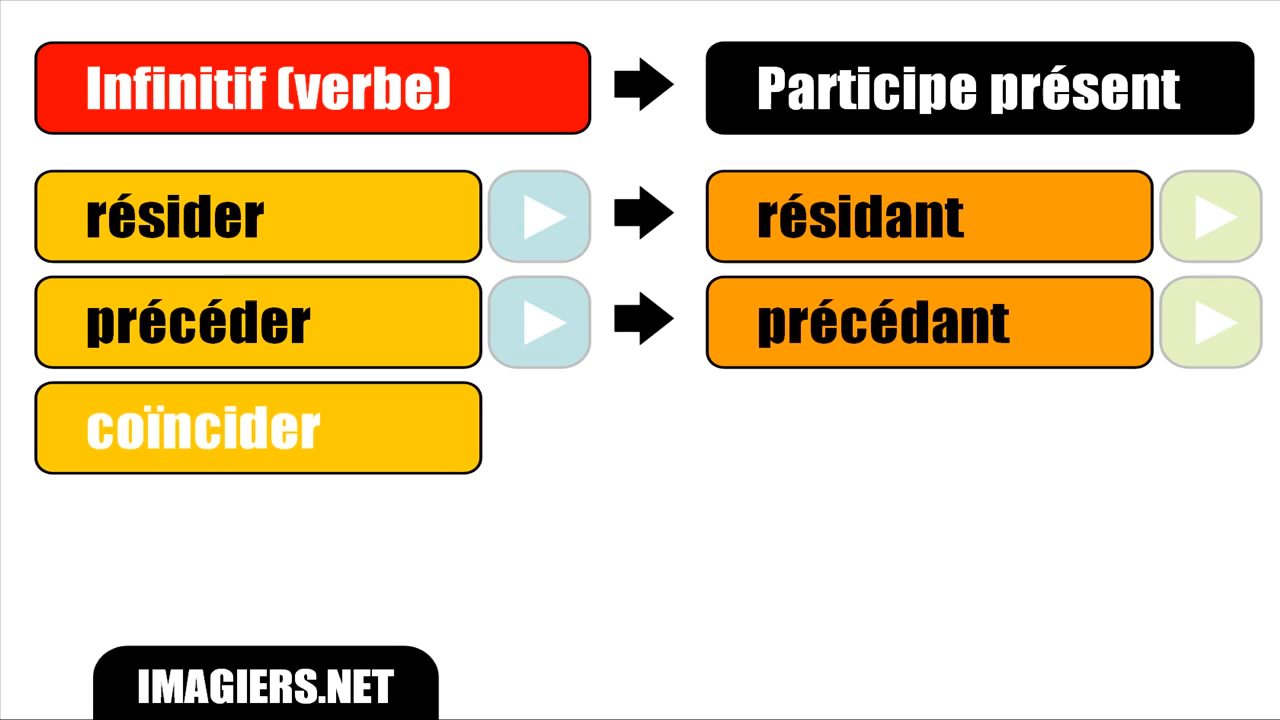 Infinitif (verbe)
Participe présent
résider
résidant
précéder
précédant
coïncider
IMAGIERS.NET